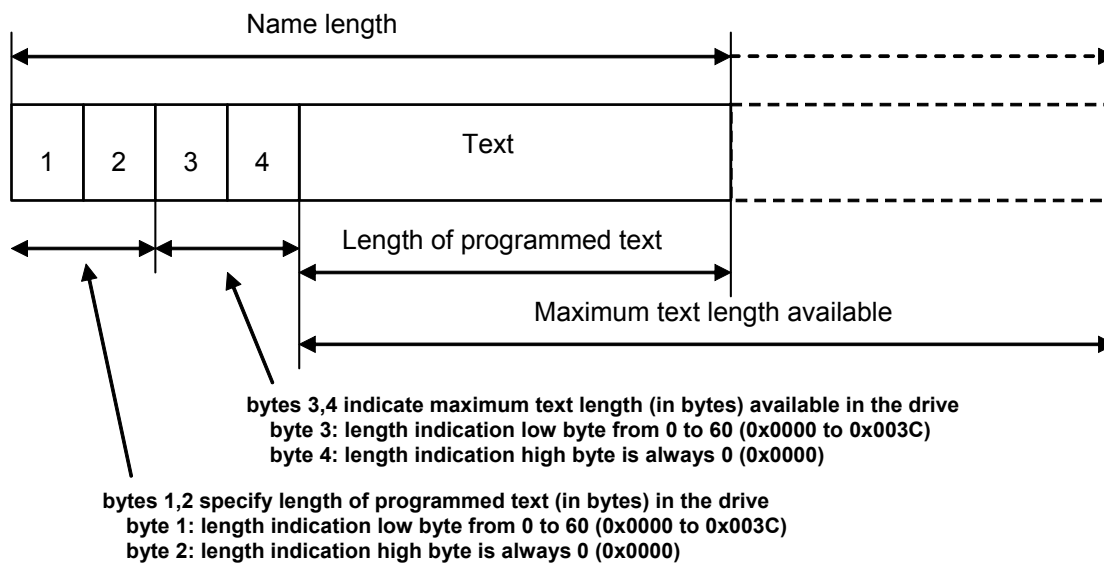 Name length
1 2 3 4 Text
Length of programmed text
Maximum text length available
bytes 3,4 indicate maximum text length (in bytes) available in the drive
byte 3: length indication low byte from 0 to 60 (0x0000 to 0x003C)
byte 4: length indication high byte is always 0 (0x0000)
bytes 1,2 specify length of programmed text (in bytes) in the drive
byte 1: length indication low byte from 0 to 60 (0x0000 to 0x003C)
byte 2: length indication high byte is always 0 (0x0000)